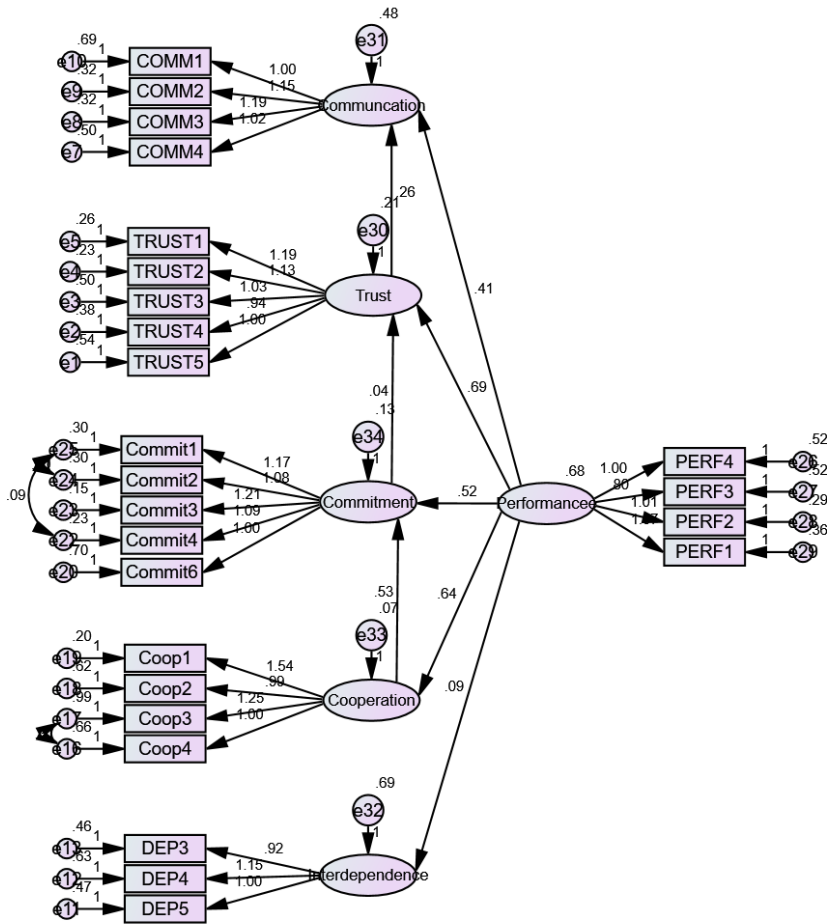 .48
e31
1
.69
e10
1
COMM1
1.00
.32
e9
1
COMM2
1.15
Communcation
.32
e8
1
COMM3
1.19
.50
e7
1
COMM4
1.02
.26
.21
e30
1
.41
.26
e5
1
TRUST1
1.19
.23
e4
1
TRUST2
1.13
.50
e3
1
TRUST3
1.03
Trust
.38
e2
1
TRUST4
.94
.54
e1
1
TRUST5
1.00
.69
.04
.13
e34
1
.30
e25
1
Commit1
1.17
.30
e24
1
Commit2
1.08
.15
e23
1
Commit3
1.21
Commitment
.52
.09
.23
e22
1
Commit4
1.09
.70
e20
1
Commit6
1.00
.68
Performancee
1.00
PERF4
1
e26
.52
.80
PERF3
1
e27
.52
1.01
PERF2
1
e28
.29
PERF1
1
e29
.36
.53
.07
.64
e33
1
.20
e19
1
Coop1
1.54
.62
e18
1
Coop2
.99
Cooperation
.99
e17
1
Coop3
1.25
.66
e16
1
Coop4
1.00
.09
.69
e32
1
.46
e13
1
DEP3
.92
.63
e12
1
DEP4
1.15
Interdependence
.47
e11
1
DEP5
1.00